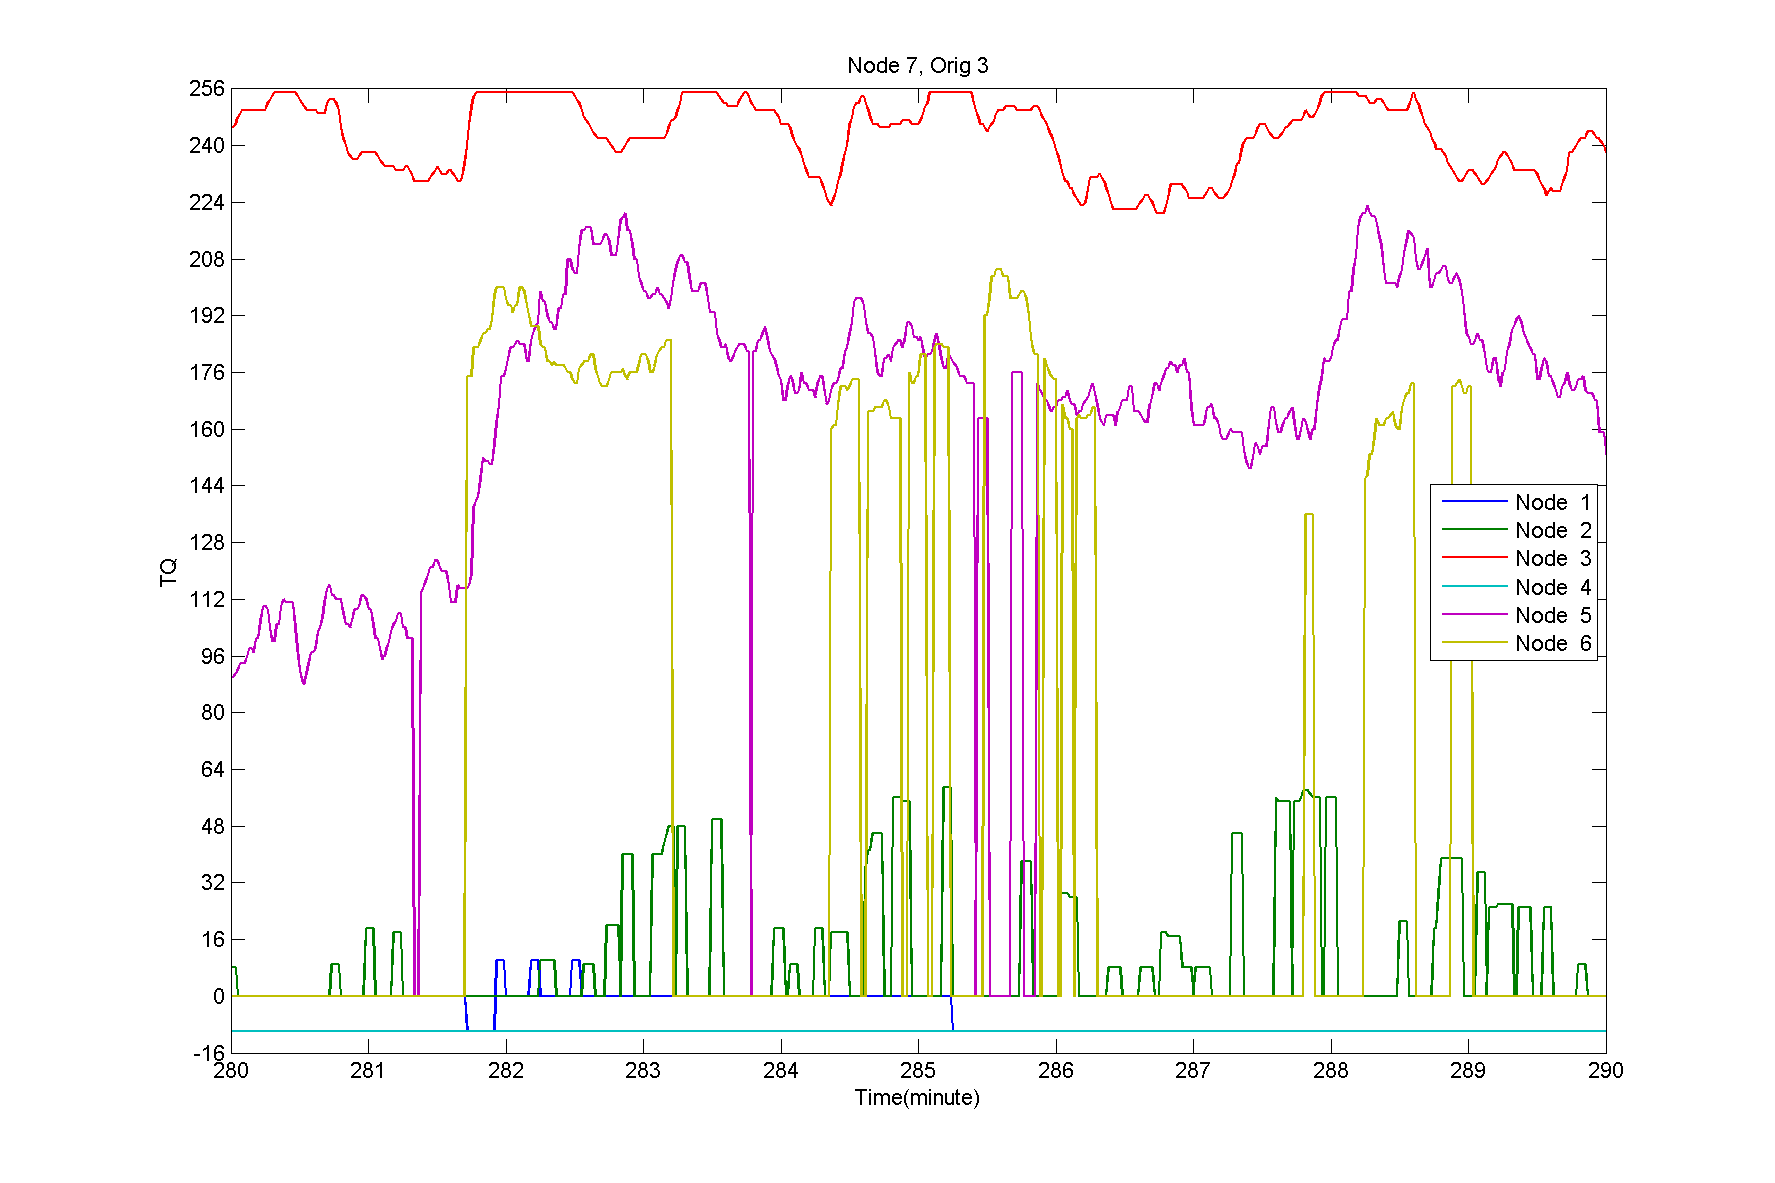 Node 7, Orig 3
256
240
224
208
192
176
160
144
128
112
96
80
64
48
32
16
0
-16
TQ
Node 1
Node 2
Node 3
Node 4
Node 5
Node 6
280 281 282 283 284 285 286 287 288 289 290
Time(minute)